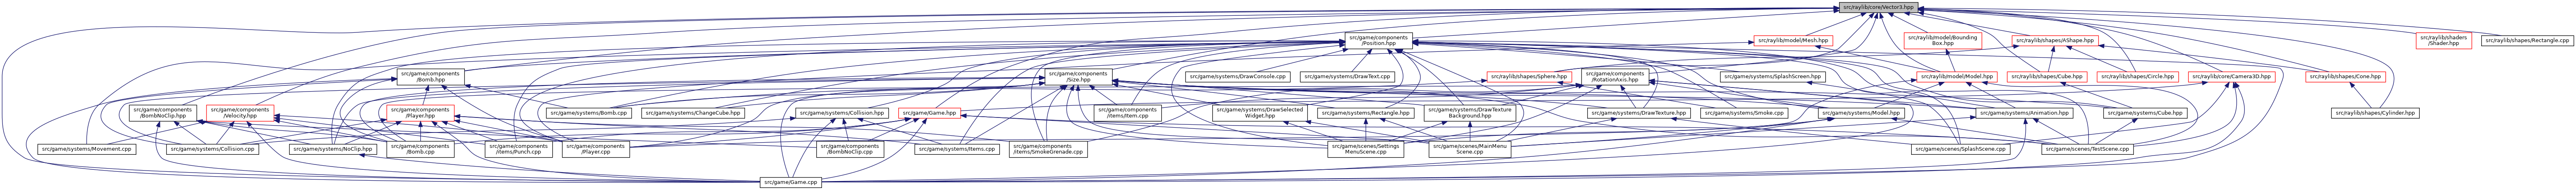 src/raylib/core/Vector3.hpp
src/game/components
/Position.hpp
src/raylib/model/Mesh.hpp
src/raylib/model/Bounding
Box.hpp
src/raylib/shapes/AShape.hpp
src/raylib/shaders
/Shader.hpp
src/raylib/shapes/Rectangle.cpp
src/game/components
/Bomb.hpp
src/game/components
/Size.hpp
src/game/systems/DrawConsole.cpp
src/game/systems/DrawText.cpp
src/raylib/shapes/Sphere.hpp
src/game/components
/RotationAxis.hpp
src/game/systems/SplashScreen.hpp
src/raylib/model/Model.hpp
src/raylib/shapes/Cube.hpp
src/raylib/shapes/Circle.hpp
src/raylib/core/Camera3D.hpp
src/raylib/shapes/Cone.hpp
src/game/components
/BombNoClip.hpp
src/game/components
/Velocity.hpp
src/game/components
/Player.hpp
src/game/systems/Bomb.cpp
src/game/systems/ChangeCube.hpp
src/game/systems/Collision.hpp
src/game/Game.hpp
src/game/components
/items/Item.cpp
src/game/systems/DrawSelected
Widget.hpp
src/game/systems/Rectangle.hpp
src/game/systems/DrawTexture
Background.hpp
src/game/systems/DrawTexture.hpp
src/game/systems/Smoke.cpp
src/game/systems/Model.hpp
src/game/systems/Animation.hpp
src/game/systems/Cube.hpp
src/raylib/shapes/Cylinder.hpp
src/game/systems/Movement.cpp
src/game/systems/Collision.cpp
src/game/systems/NoClip.hpp
src/game/components
/Bomb.cpp
src/game/components
/items/Punch.cpp
src/game/components
/Player.cpp
src/game/components
/BombNoClip.cpp
src/game/systems/Items.cpp
src/game/components
/items/SmokeGrenade.cpp
src/game/scenes/Settings
MenuScene.cpp
src/game/scenes/MainMenu
Scene.cpp
src/game/scenes/SplashScene.cpp
src/game/scenes/TestScene.cpp
src/game/Game.cpp